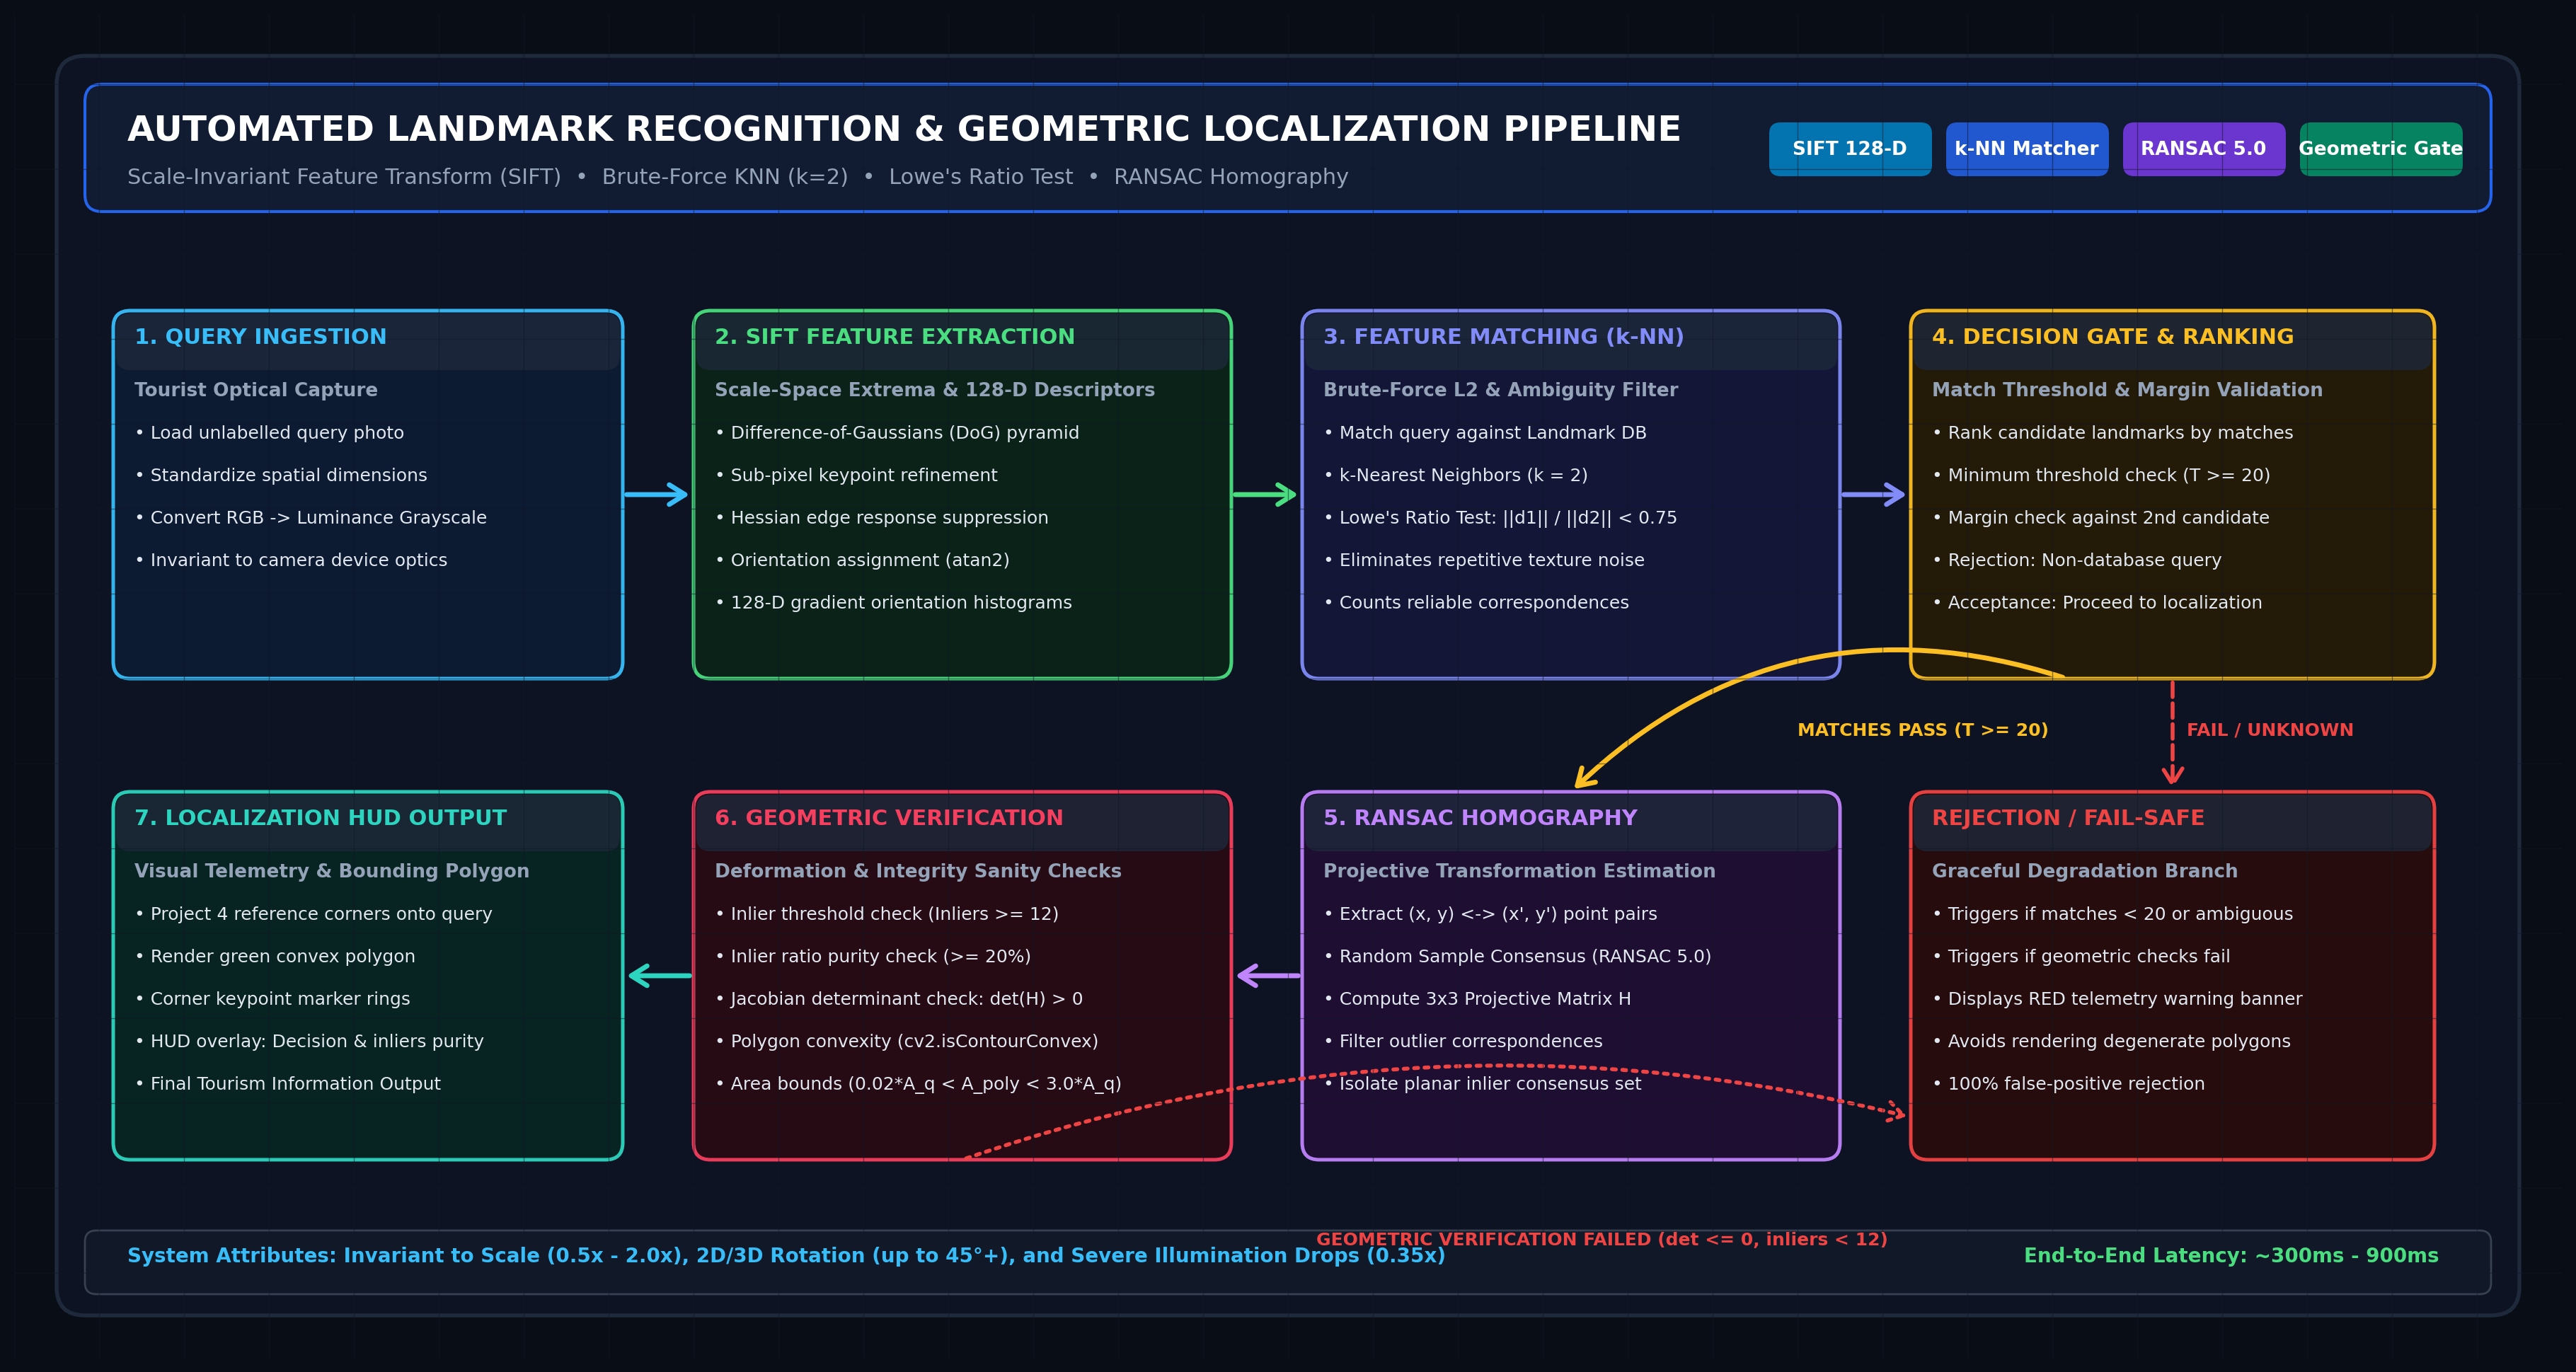 AUTOMATED LANDMARK RECOGNITION & GEOMETRIC LOCALIZATION PIPELINE
Scale-Invariant Feature Transform (SIFT) • Brute-Force KNN (k=2) • Lowe's Ratio Test • RANSAC Homography
SIFT 128-D
k-NN Matcher
RANSAC 5.0
Geometric Gate
1. QUERY INGESTION
Tourist Optical Capture
• Load unlabelled query photo
• Standardize spatial dimensions
• Convert RGB -> Luminance Grayscale
• Invariant to camera device optics
2. SIFT FEATURE EXTRACTION
Scale-Space Extrema & 128-D Descriptors
• Difference-of-Gaussians (DoG) pyramid
• Sub-pixel keypoint refinement
• Hessian edge response suppression
• Orientation assignment (atan2)
• 128-D gradient orientation histograms
3. FEATURE MATCHING (k-NN)
Brute-Force L2 & Ambiguity Filter
• Match query against Landmark DB
• k-Nearest Neighbors (k = 2)
• Lowe's Ratio Test: ||d1|| / ||d2|| < 0.75
• Eliminates repetitive texture noise
• Counts reliable correspondences
4. DECISION GATE & RANKING
Match Threshold & Margin Validation
• Rank candidate landmarks by matches
• Minimum threshold check (T >= 20)
• Margin check against 2nd candidate
• Rejection: Non-database query
• Acceptance: Proceed to localization
MATCHES PASS (T >= 20)
FAIL / UNKNOWN
7. LOCALIZATION HUD OUTPUT
Visual Telemetry & Bounding Polygon
• Project 4 reference corners onto query
• Render green convex polygon
• Corner keypoint marker rings
• HUD overlay: Decision & inliers purity
• Final Tourism Information Output
6. GEOMETRIC VERIFICATION
Deformation & Integrity Sanity Checks
• Inlier threshold check (Inliers >= 12)
• Inlier ratio purity check (>= 20%)
• Jacobian determinant check: det(H) > 0
• Polygon convexity (cv2.isContourConvex)
• Area bounds (0.02*A_q < A_poly < 3.0*A_q)
5. RANSAC HOMOGRAPHY
Projective Transformation Estimation
• Extract (x, y) <-> (x', y') point pairs
• Random Sample Consensus (RANSAC 5.0)
• Compute 3x3 Projective Matrix H
• Filter outlier correspondences
• Isolate planar inlier consensus set
REJECTION / FAIL-SAFE
Graceful Degradation Branch
• Triggers if matches < 20 or ambiguous
• Triggers if geometric checks fail
• Displays RED telemetry warning banner
• Avoids rendering degenerate polygons
• 100% false-positive rejection
GEOMETRIC VERIFICATION FAILED (det <= 0, inliers < 12)
System Attributes: Invariant to Scale (0.5x - 2.0x), 2D/3D Rotation (up to 45°+), and Severe Illumination Drops (0.35x)
End-to-End Latency: ~300ms - 900ms